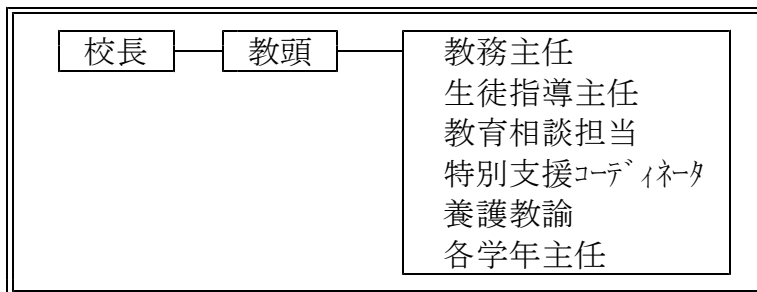 校長 教頭 教務主任
生徒指導主任
教育相談担当
特別支援ｺｰﾃﾞｨﾈｰﾀ
養護教諭
各学年主任